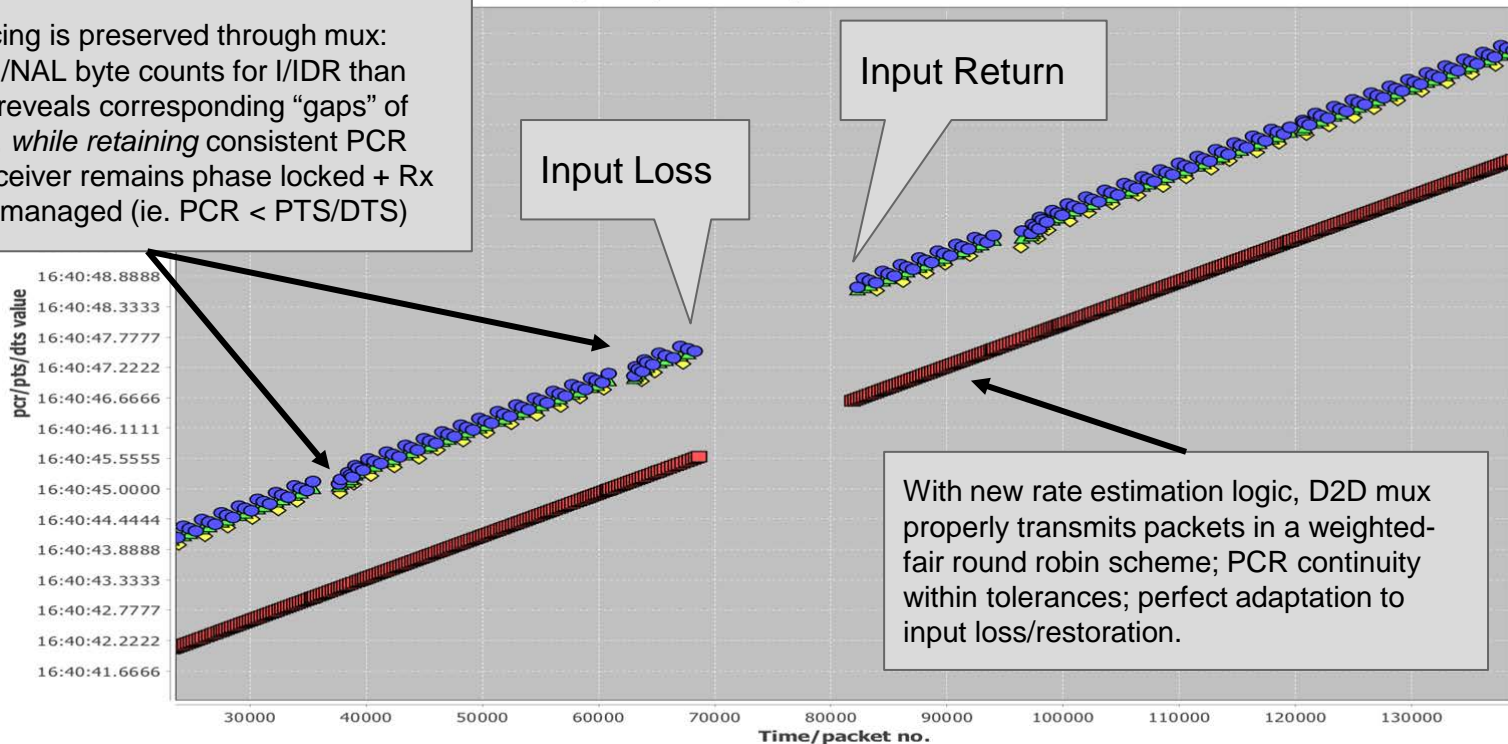 cing is preserved through mux:
/NAL byte counts for I/IDR than
reveals corresponding “gaps” of
while retaining consistent PCR
ceiver remains phase locked + Rx
managed (ie. PCR < PTS/DTS)
Input Loss
Input Return
pcr/pts/dts value
16:40:48.8888
16:40:48.3333
16:40:47.7777
16:40:47.2222
16:40:46.6666
16:40:46.1111
16:40:45.5555
16:40:45.0000
16:40:44.4444
16:40:43.8888
16:40:43.3333
16:40:42.7777
16:40:42.2222
16:40:41.6666
With new rate estimation logic, D2D mux
properly transmits packets in a weighted-
fair round robin scheme; PCR continuity
within tolerances; perfect adaptation to
input loss/restoration.
30000 40000 50000 60000 70000 80000 90000 100000 110000 120000 130000
Time/packet no.